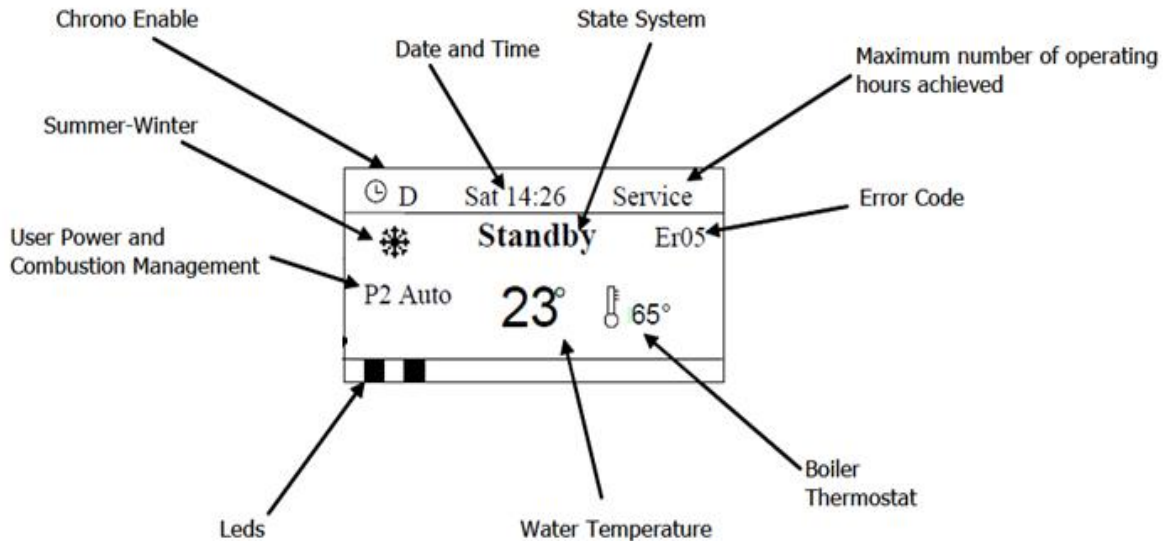 Chrono Enable
State System
Date and Time
Maximum number of operating
hours achieved
Summer-Winter
D Sat 14:26 Service
Error Code
User Power and
Combustion Management
Standby Er05
P2 Auto 23° 65°
Boiler
Thermostat
Leds
Water Temperature